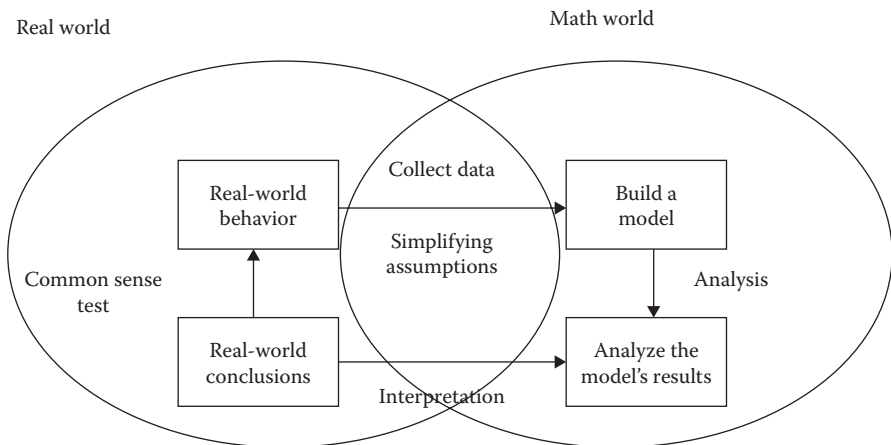 Real world
Math world
Real-world
behavior
Collect data
Simplifying
assumptions
Build a
model
Common sense
test
Analysis
Real-world
conclusions
Interpretation
Analyze the
model's results